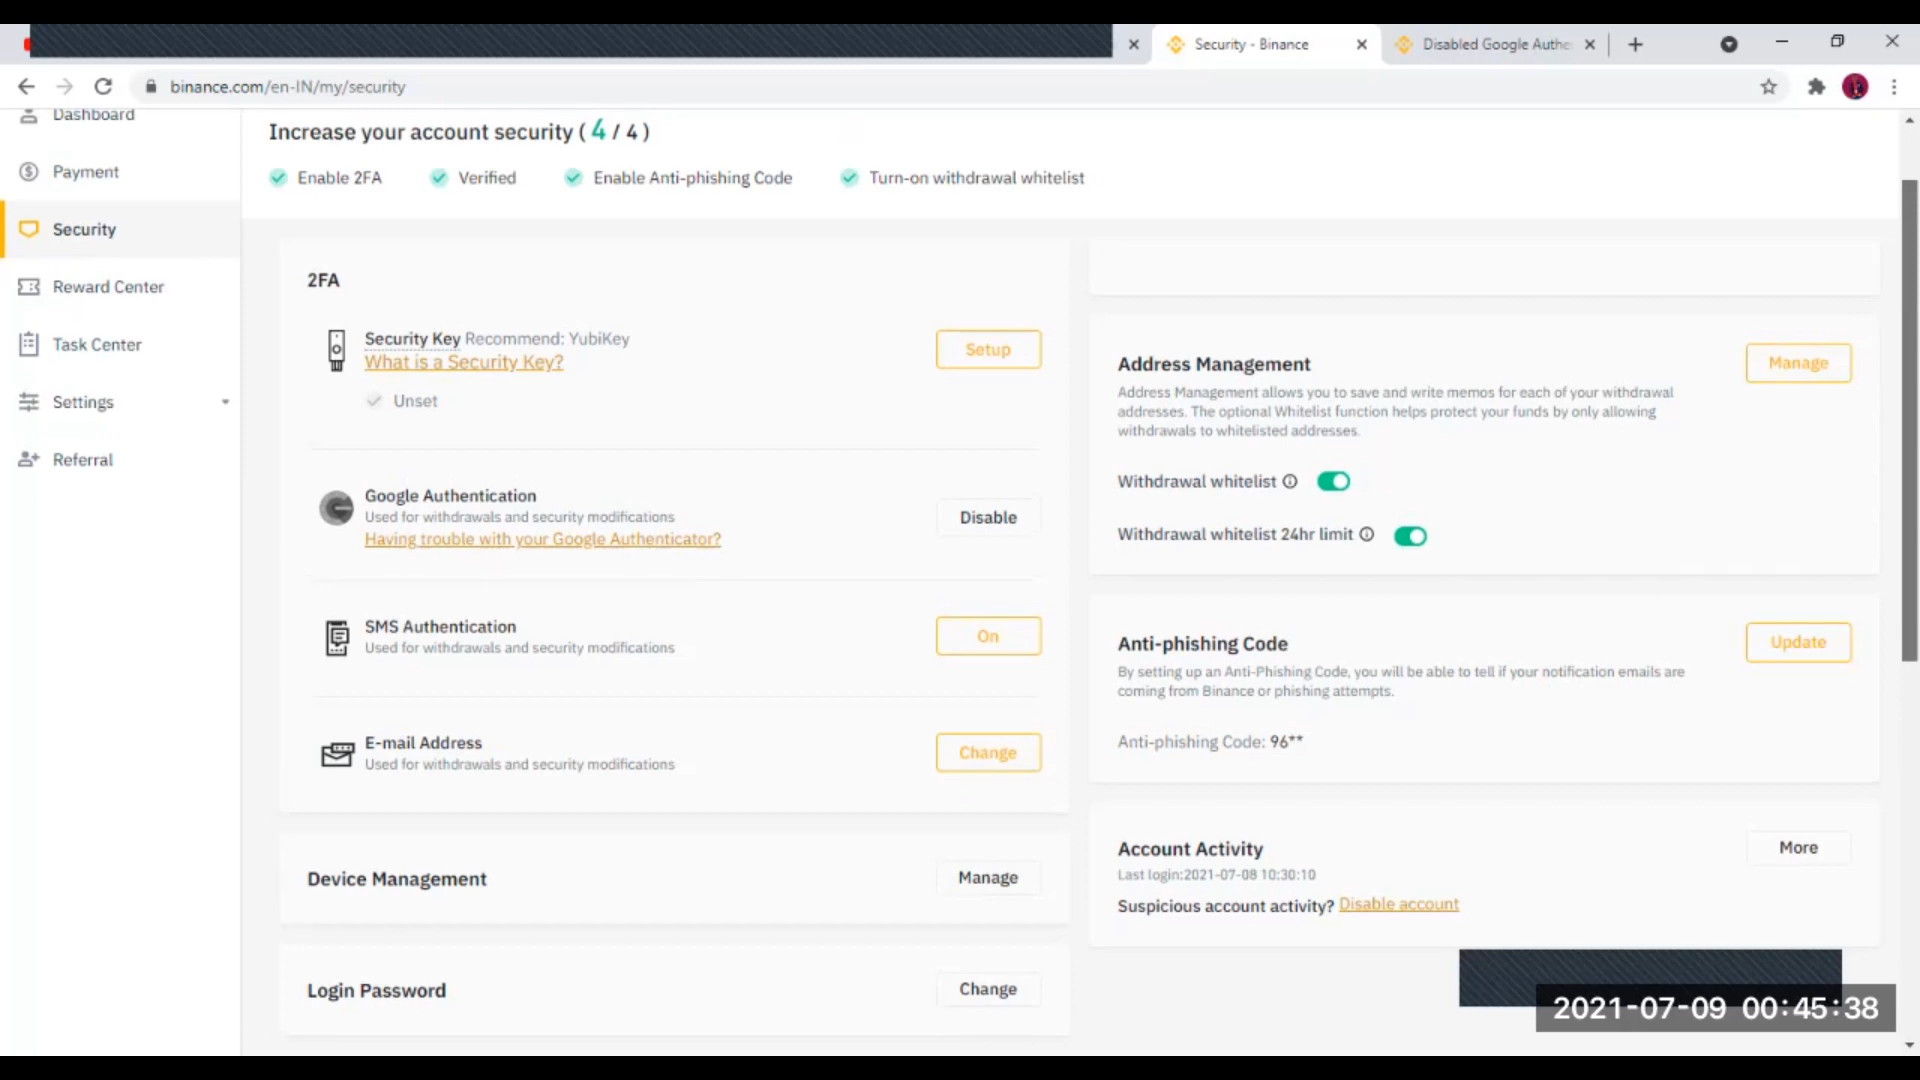 Security - Binance
Disabled Google Authe
binance.com/en-IN/my/security
Dashboard
Payment
Security
Reward Center
Task Center
Settings
Referral
Increase your account security ( 4 / 4 )
Enable 2FA
Verified
Enable Anti-phishing Code
Turn-on withdrawal whitelist
2FA
Security Key Recommend: YubiKey
What is a Security Key?
Unset
Setup
Google Authentication
Used for withdrawals and security modifications
Having trouble with your Google Authenticator?
Disable
SMS Authentication
Used for withdrawals and security modifications
On
E-mail Address
Used for withdrawals and security modifications
Change
Device Management
Manage
Login Password
Change
Address Management
Manage
Address Management allows you to save and write memos for each of your withdrawal
addresses. The optional Whitelist function helps protect your funds by only allowing
withdrawals to whitelisted addresses.
Withdrawal whitelist
Withdrawal whitelist 24hr limit
Anti-phishing Code
Update
By setting up an Anti-Phishing Code, you will be able to tell if your notification emails are
coming from Binance or phishing attempts.
Anti-phishing Code: 96**
Account Activity
More
Last login:2021-07-08 10:30:10
Suspicious account activity? Disable account
2021-07-09 00:45:38